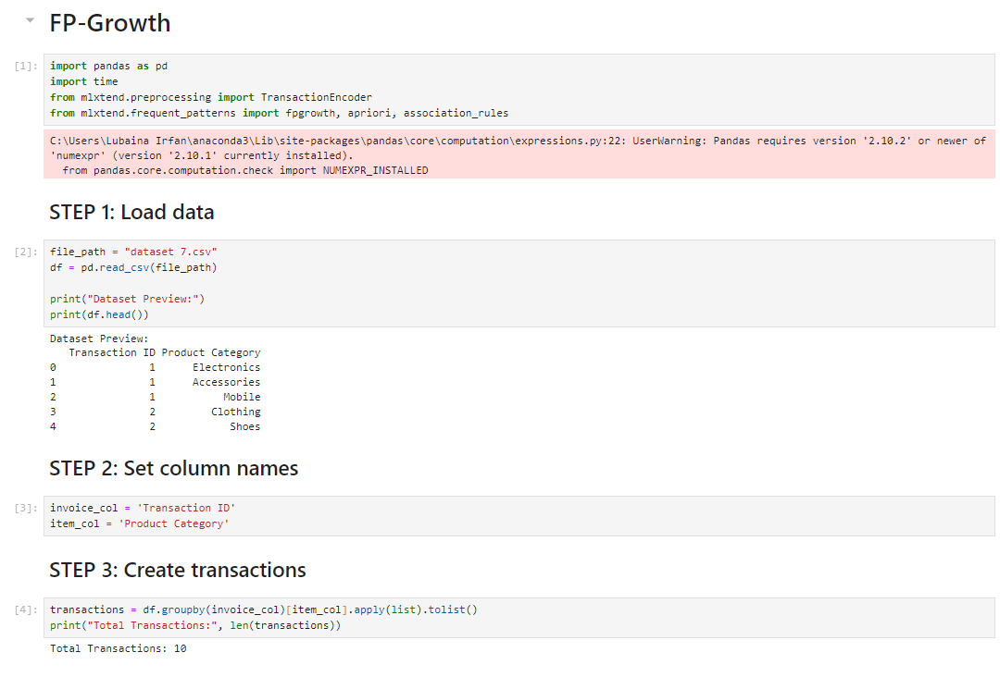 FP-Growth
[1]:
import pandas as pd
import time
from mlxtend.preprocessing import TransactionEncoder
from mlxtend.frequent_patterns import fpgrowth, apriori, association_rules
C:\Users\Lubaina Irfan\anaconda3\Lib\site-packages\pandas\core\computation\expressions.py:22: UserWarning: Pandas requires version '2.10.2' or newer of
'numexpr' (version '2.10.1' currently installed).
  from pandas.core.computation.check import NUMEXPR_INSTALLED
STEP 1: Load data
[2]:
file_path = "dataset 7.csv"
df = pd.read_csv(file_path)
print("Dataset Preview:")
print(df.head())
Dataset Preview:
   Transaction ID Product Category
0               1      Electronics
1               1      Accessories
2               1           Mobile
3               2         Clothing
4               2            Shoes
STEP 2: Set column names
[3]:
invoice_col = 'Transaction ID'
item_col = 'Product Category'
STEP 3: Create transactions
[4]:
transactions = df.groupby(invoice_col)[item_col].apply(list).tolist()
print("Total Transactions:", len(transactions))
Total Transactions: 10